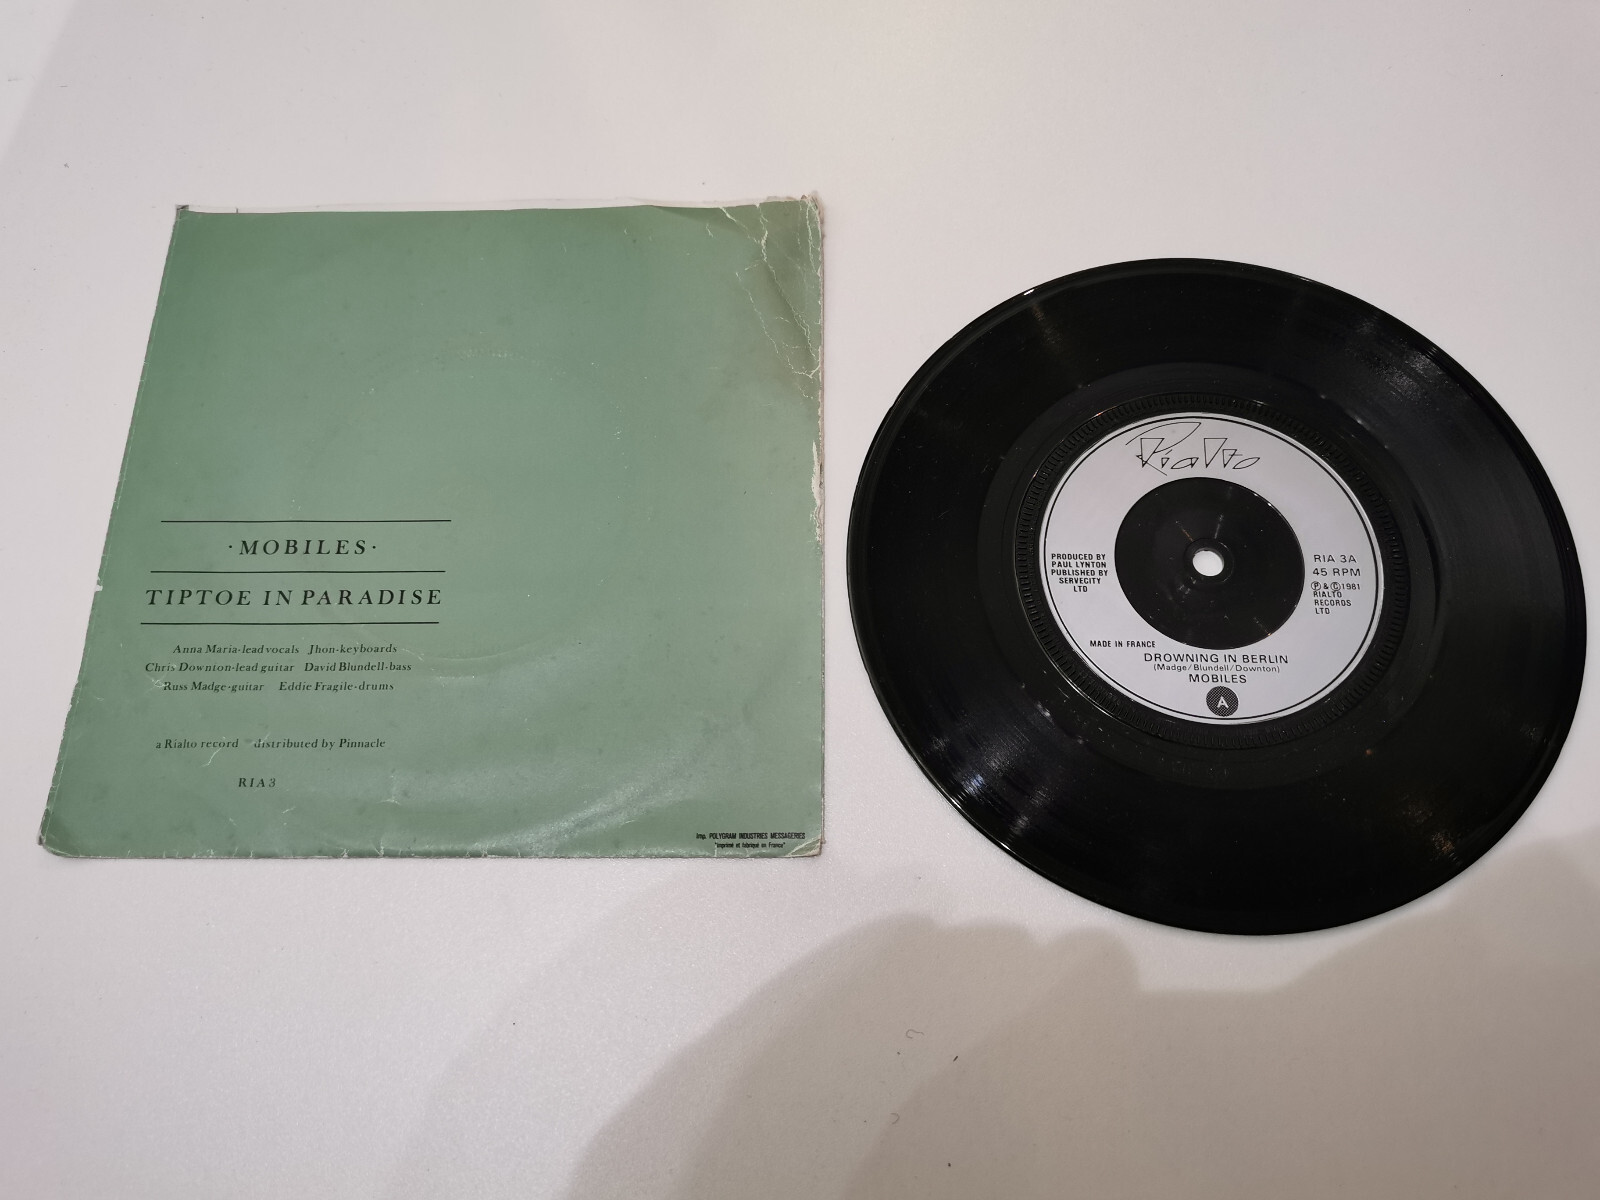 ·MOBILES·
TIPTOE IN PARADISE
Anna Maria-lead vocals Jhon-keyboards
Chris Downton-lead guitar David Blundell-bass
Russ Madge-guitar Eddie Fragile-drums
a Rialto record distributed by Pinnacle
RIA 3
Imp. POLYGRAM INDUSTRIES MESSAGERIES
"Imprimé et fabriqué en France"
Rialto
PRODUCED BY
PAUL LYNTON
PUBLISHED BY
SERVECITY
LTD
RIA 3A
45 RPM
Ⓟ & Ⓒ 1981
RIALTO
RECORDS
LTD
MADE IN FRANCE
DROWNING IN BERLIN
(Madge/Blundell/Downton)
MOBILES
A